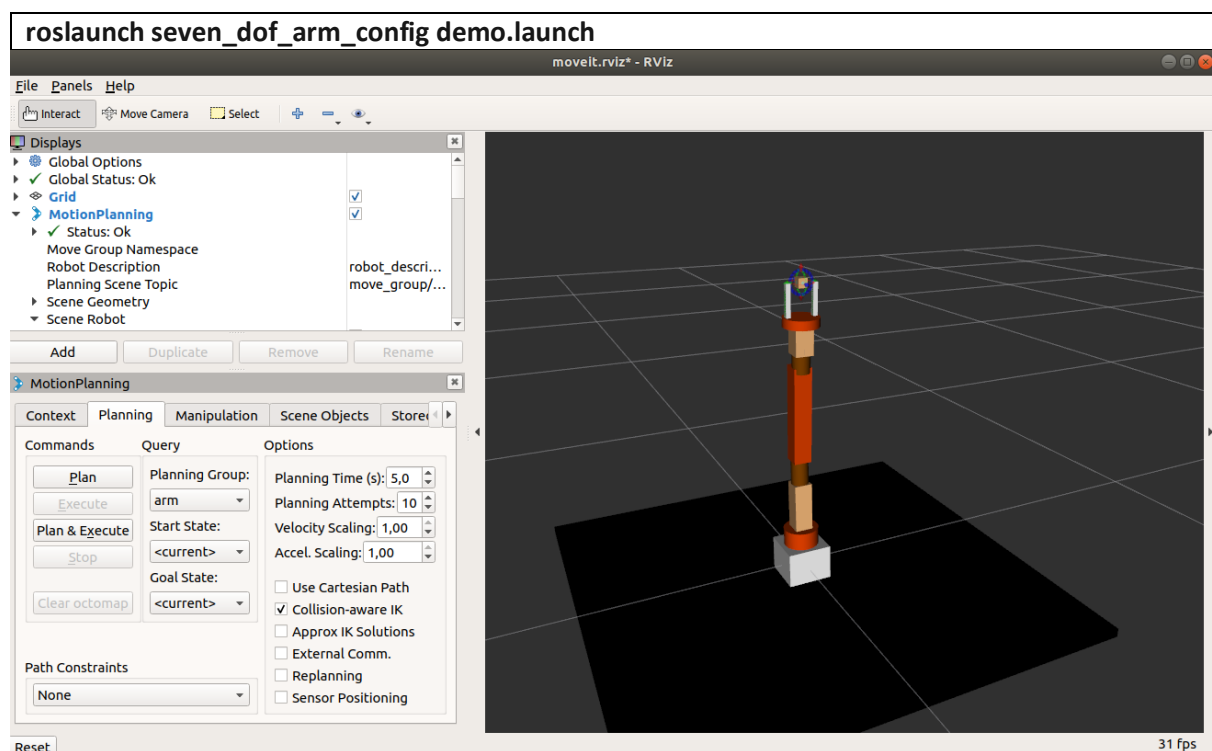 roslaunch seven_dof_arm_config demo.launch
moveit.rviz* - RViz
File Panels Help
Interact Move Camera Select
Displays
Global Options
Global Status: Ok
Grid
MotionPlanning
Status: Ok
Move Group Namespace
Robot Description robot_descri...
Planning Scene Topic move_group/...
Scene Geometry
Scene Robot
Add Duplicate Remove Rename
MotionPlanning
Context Planning Manipulation Scene Objects Stored
Commands Query Options
Plan Planning Group: Planning Time (s): 5,0
Execute arm Planning Attempts: 10
Plan & Execute Start State: Velocity Scaling: 1,00
Stop <current> Accel. Scaling: 1,00
Goal State: Use Cartesian Path
Clear octomap <current> Collision-aware IK
Approx IK Solutions
External Comm.
Path Constraints Replanning
None Sensor Positioning
Reset 31 fps